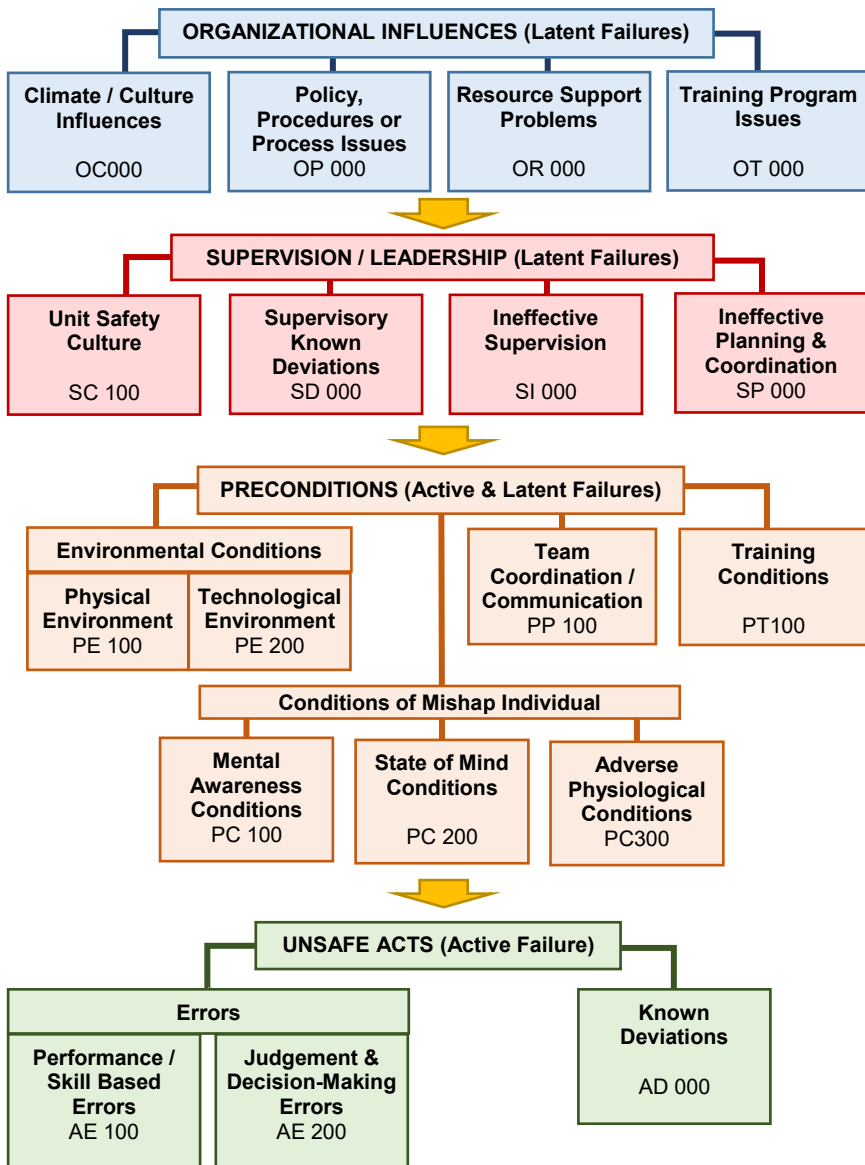 ORGANIZATIONAL INFLUENCES (Latent Failures)
Climate / Culture
Influences
OC000
Policy,
Procedures or
Process Issues
OP 000
Resource Support
Problems
OR 000
Training Program
Issues
OT 000
SUPERVISION / LEADERSHIP (Latent Failures)
Unit Safety
Culture
SC 100
Supervisory
Known
Deviations
SD 000
Ineffective
Supervision
SI 000
Ineffective
Planning &
Coordination
SP 000
PRECONDITIONS (Active & Latent Failures)
Environmental Conditions
Physical
Environment
PE 100
Technological
Environment
PE 200
Team
Coordination /
Communication
PP 100
Training
Conditions
PT100
Conditions of Mishap Individual
Mental
Awareness
Conditions
PC 100
State of Mind
Conditions
PC 200
Adverse
Physiological
Conditions
PC300
UNSAFE ACTS (Active Failure)
Errors
Performance /
Skill Based
Errors
AE 100
Judgement &
Decision-Making
Errors
AE 200
Known
Deviations
AD 000